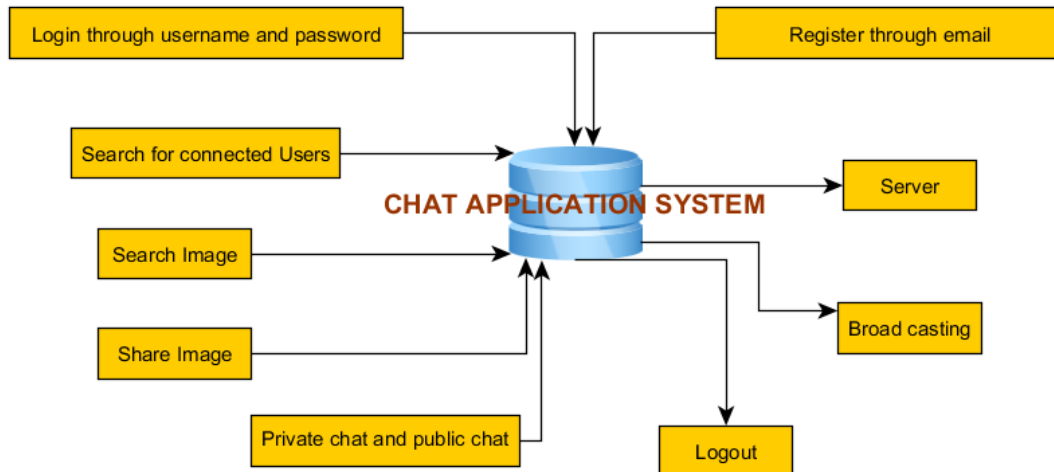 Login through username and password
Register through email
Search for connected Users
Server
CHAT APPLICATION SYSTEM
Search Image
Broad casting
Share Image
Private chat and public chat
Logout